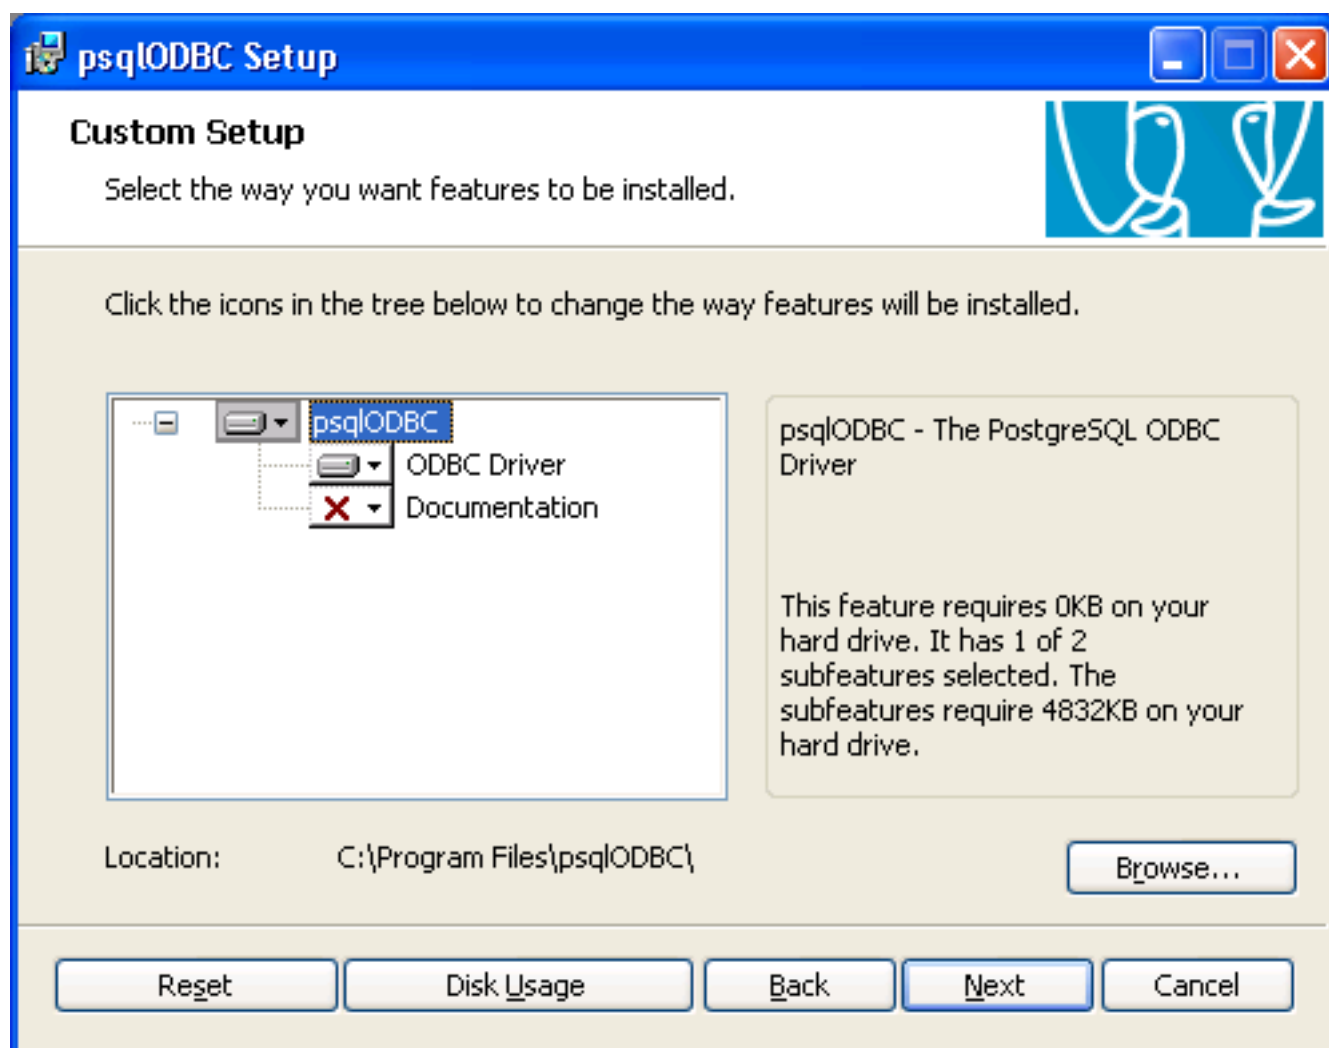 psqlODBC Setup
Custom Setup
Select the way you want features to be installed.
Click the icons in the tree below to change the way features will be installed.
psqlODBC
ODBC Driver
Documentation
psqlODBC - The PostgreSQL ODBC
Driver
This feature requires 0KB on your
hard drive. It has 1 of 2
subfeatures selected. The
subfeatures require 4832KB on your
hard drive.
Location: C:\Program Files\psqlODBC\
Browse...
Reset Disk Usage Back Next Cancel